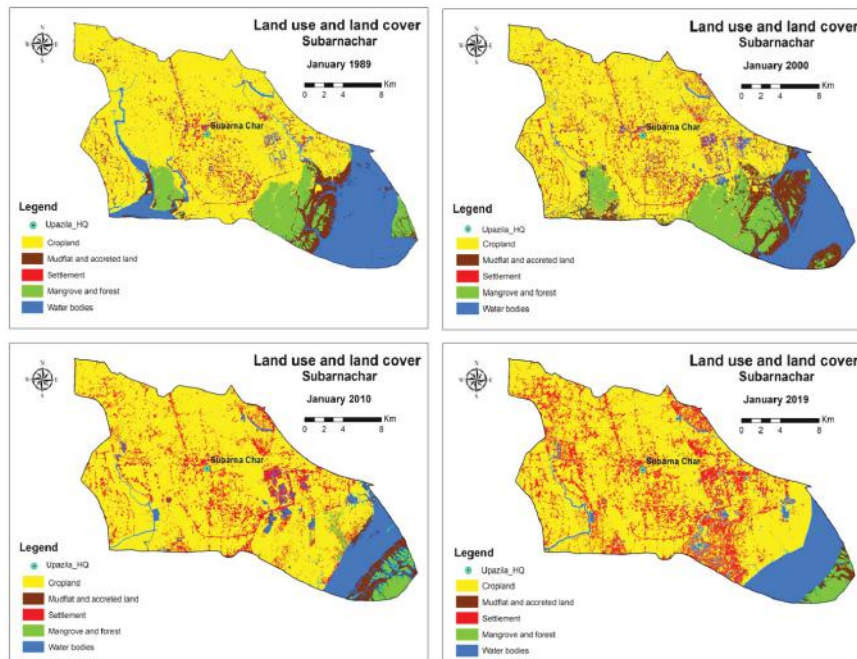 Land use and land cover
Subarnachar
January 1989
Km
0 2 4 8
N
W E
S
Subarna Char
Legend
Upazila_HQ
Cropland
Mudflat and accreted land
Settlement
Mangrove and forest
Water bodies
Land use and land cover
Subarnachar
January 2000
Km
0 1 2 4 8
N
W E
S
Subarna Char
Legend
Upazila_HQ
Cropland
Mudflat and accreted land
Settlement
Mangrove and forest
Water bodies
Land use and land cover
Subarnachar
January 2010
Km
0 1 2 4 8
N
W E
S
Subarna Char
Legend
Upazila_HQ
Cropland
Mudflat and accreted land
Settlement
Mangrove and forest
Water bodies
Land use and land cover
Subarnachar
January 2019
Km
0 1 2 4 8
N
W E
S
Subarna Char
Legend
Upazila_HQ
Cropland
Mudflat and accreted land
Settlement
Mangrove and forest
Water bodies